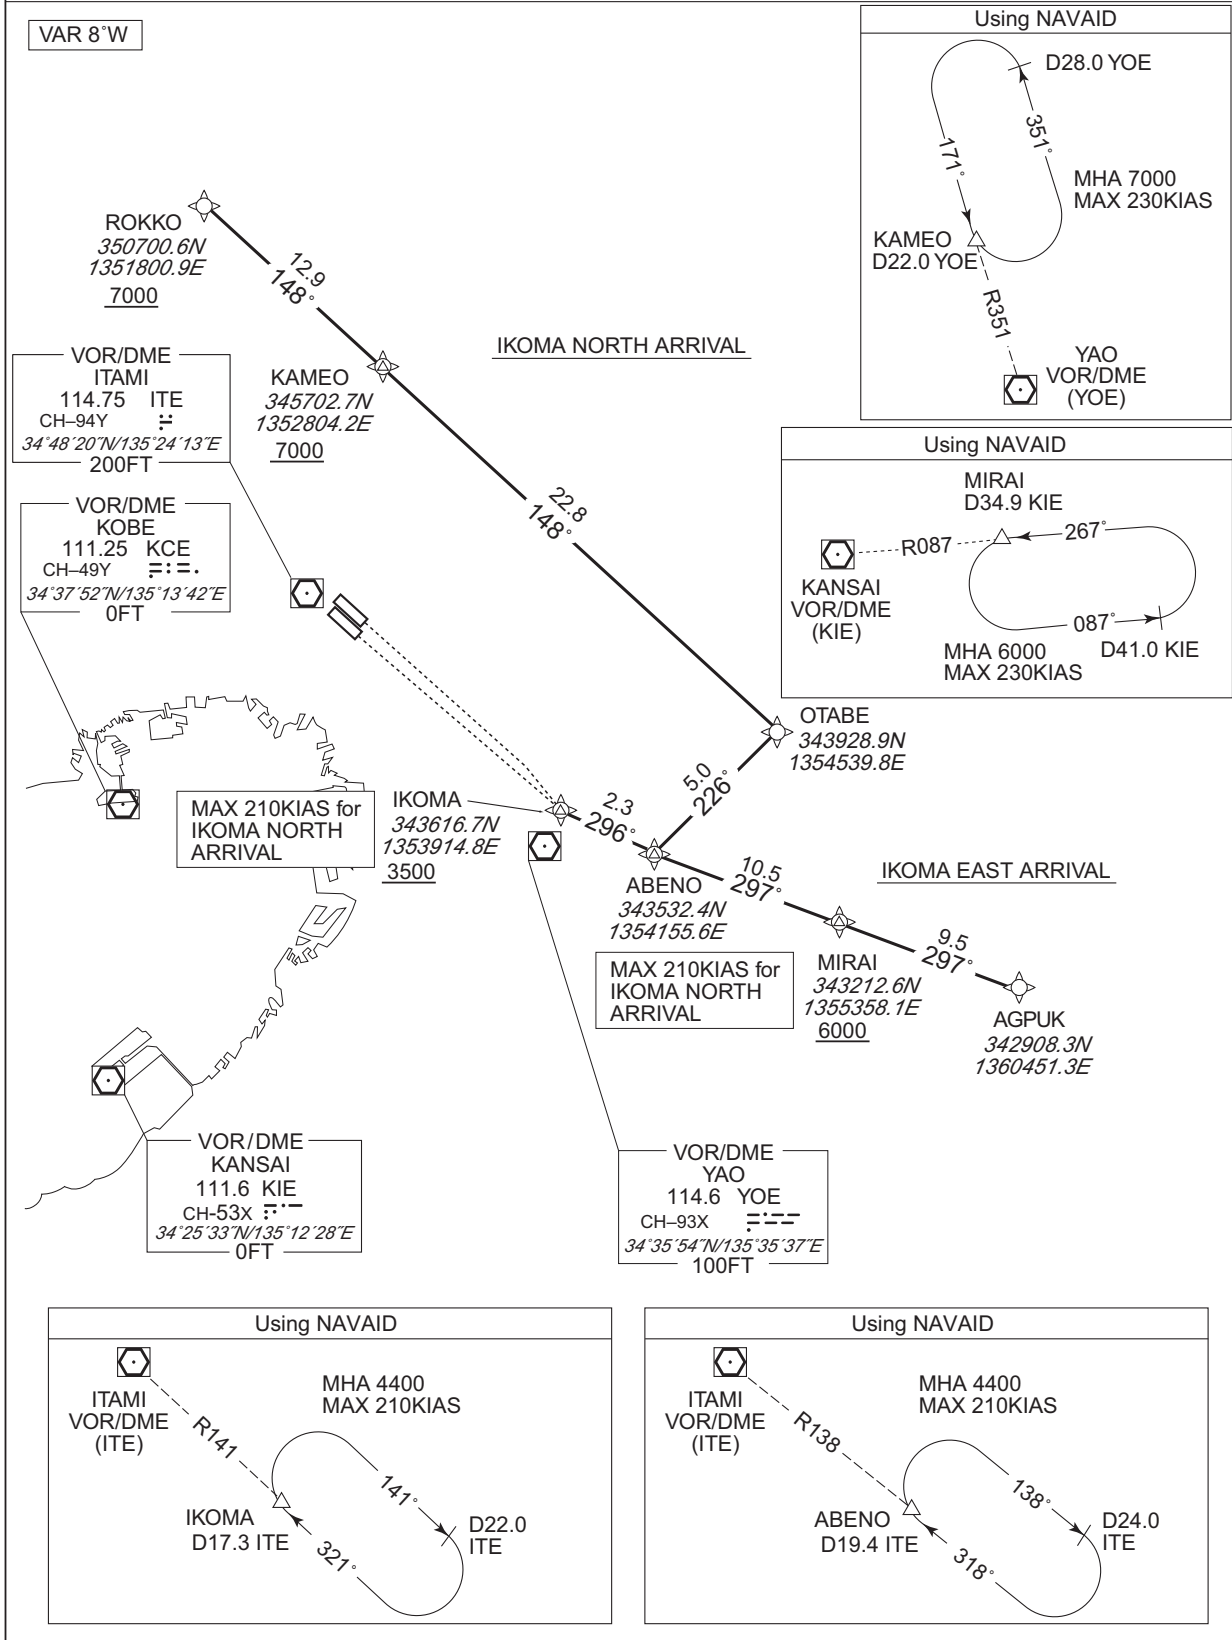 VAR 8°W
Using NAVAID
D28.0 YOE
351°
171°
MHA 7000
MAX 230KIAS
KAMEO
D22.0 YOE
R351
YAO
VOR/DME
(YOE)
ROKKO
350700.6N
1351800.9E
7000
12.9
148°
IKOMA NORTH ARRIVAL
VOR/DME
ITAMI
114.75 ITE
CH–94Y
34°48´20˝N/135°24´13˝E
200FT
KAMEO
345702.7N
1352804.2E
7000
22.8
148°
Using NAVAID
MIRAI
D34.9 KIE
R087
267°
KANSAI
VOR/DME
(KIE)
087°
D41.0 KIE
MHA 6000
MAX 230KIAS
VOR/DME
KOBE
111.25 KCE
CH–49Y
34°37´52˝N/135°13´42˝E
0FT
OTABE
343928.9N
1354539.8E
5.0
226°
MAX 210KIAS for
IKOMA NORTH
ARRIVAL
IKOMA
343616.7N
1353914.8E
3500
2.3
296°
ABENO
343532.4N
1354155.6E
10.5
297°
IKOMA EAST ARRIVAL
MAX 210KIAS for
IKOMA NORTH
ARRIVAL
MIRAI
343212.6N
1355358.1E
6000
9.5
297°
AGPUK
342908.3N
1360451.3E
VOR/DME
KANSAI
111.6 KIE
CH-53X
34°25´33˝N/135°12´28˝E
0FT
VOR/DME
YAO
114.6 YOE
CH–93X
34°35´54˝N/135°35´37˝E
100FT
Using NAVAID
ITAMI
VOR/DME
(ITE)
R141
MHA 4400
MAX 210KIAS
141°
IKOMA
D17.3 ITE
321°
D22.0
ITE
Using NAVAID
ITAMI
VOR/DME
(ITE)
R138
MHA 4400
MAX 210KIAS
138°
ABENO
D19.4 ITE
318°
D24.0
ITE